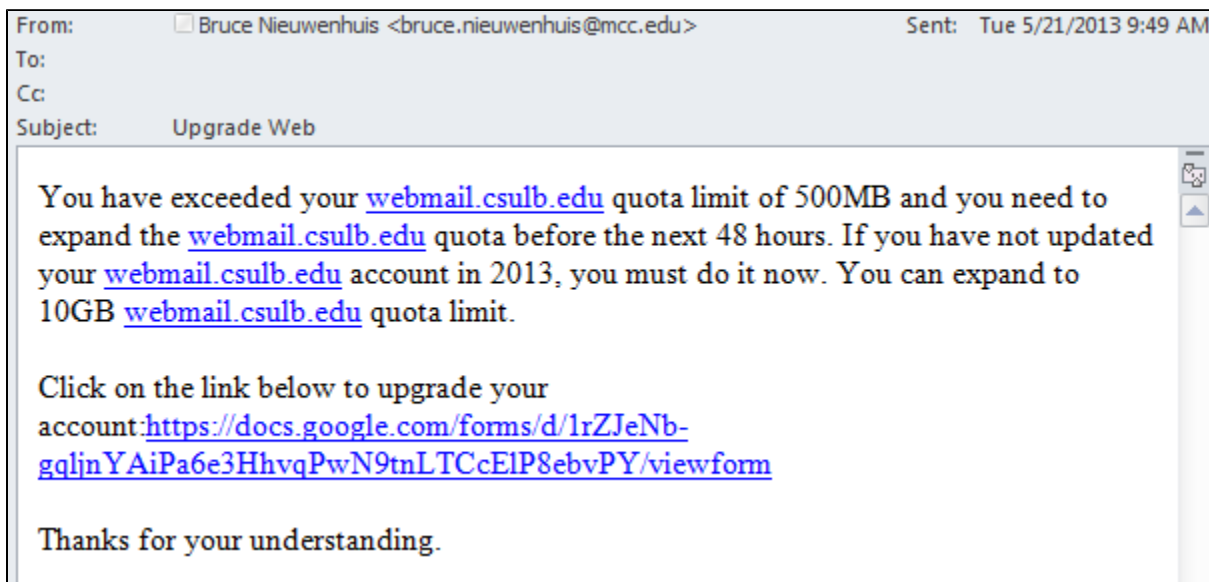 From: Bruce Nieuwenhuis <bruce.nieuwenhuis@mcc.edu> Sent: Tue 5/21/2013 9:49 AM
To:
Cc:
Subject: Upgrade Web
You have exceeded your webmail.csulb.edu quota limit of 500MB and you need to
expand the webmail.csulb.edu quota before the next 48 hours. If you have not updated
your webmail.csulb.edu account in 2013, you must do it now. You can expand to
10GB webmail.csulb.edu quota limit.
Click on the link below to upgrade your
account:https://docs.google.com/forms/d/1rZJeNb-
gqljnYAiPa6e3HhvqPwN9tnLTCcElP8ebvPY/viewform
Thanks for your understanding.